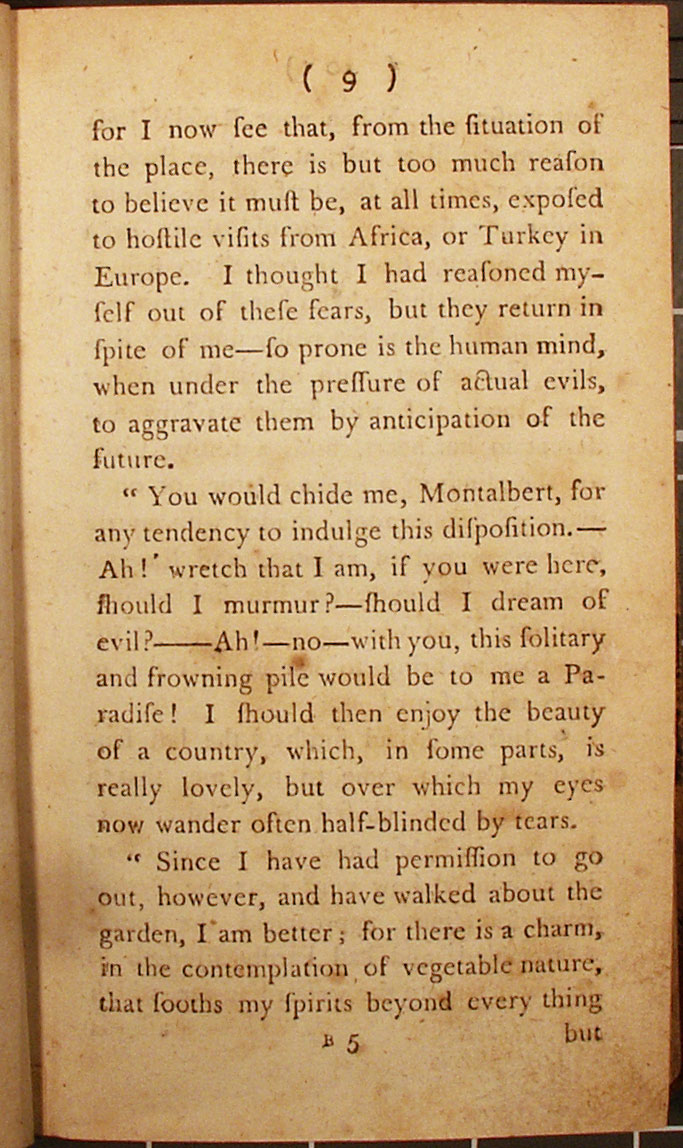 ( 9 )
for I now ſee that, from the ſituation of
the place, there is but too much reaſon
to believe it muſt be, at all times, expoſed
to hoſtile viſits from Africa, or Turkey in
Europe. I thought I had reaſoned my-
ſelf out of theſe fears, but they return in
ſpite of me—ſo prone is the human mind,
when under the preſſure of actual evils,
to aggravate them by anticipation of the
future.
“ You would chide me, Montalbert, for
any tendency to indulge this diſpoſition.—
Ah! wretch that I am, if you were here,
ſhould I murmur?—ſhould I dream of
evil?——Ah!—no—with you, this ſolitary
and frowning pile would be to me a Pa-
radiſe! I ſhould then enjoy the beauty
of a country, which, in ſome parts, is
really lovely, but over which my eyes
now wander often half-blinded by tears.
“ Since I have had permiſſion to go
out, however, and have walked about the
garden, I am better; for there is a charm,
in the contemplation of vegetable nature,
that ſooths my ſpirits beyond every thing
B 5 but